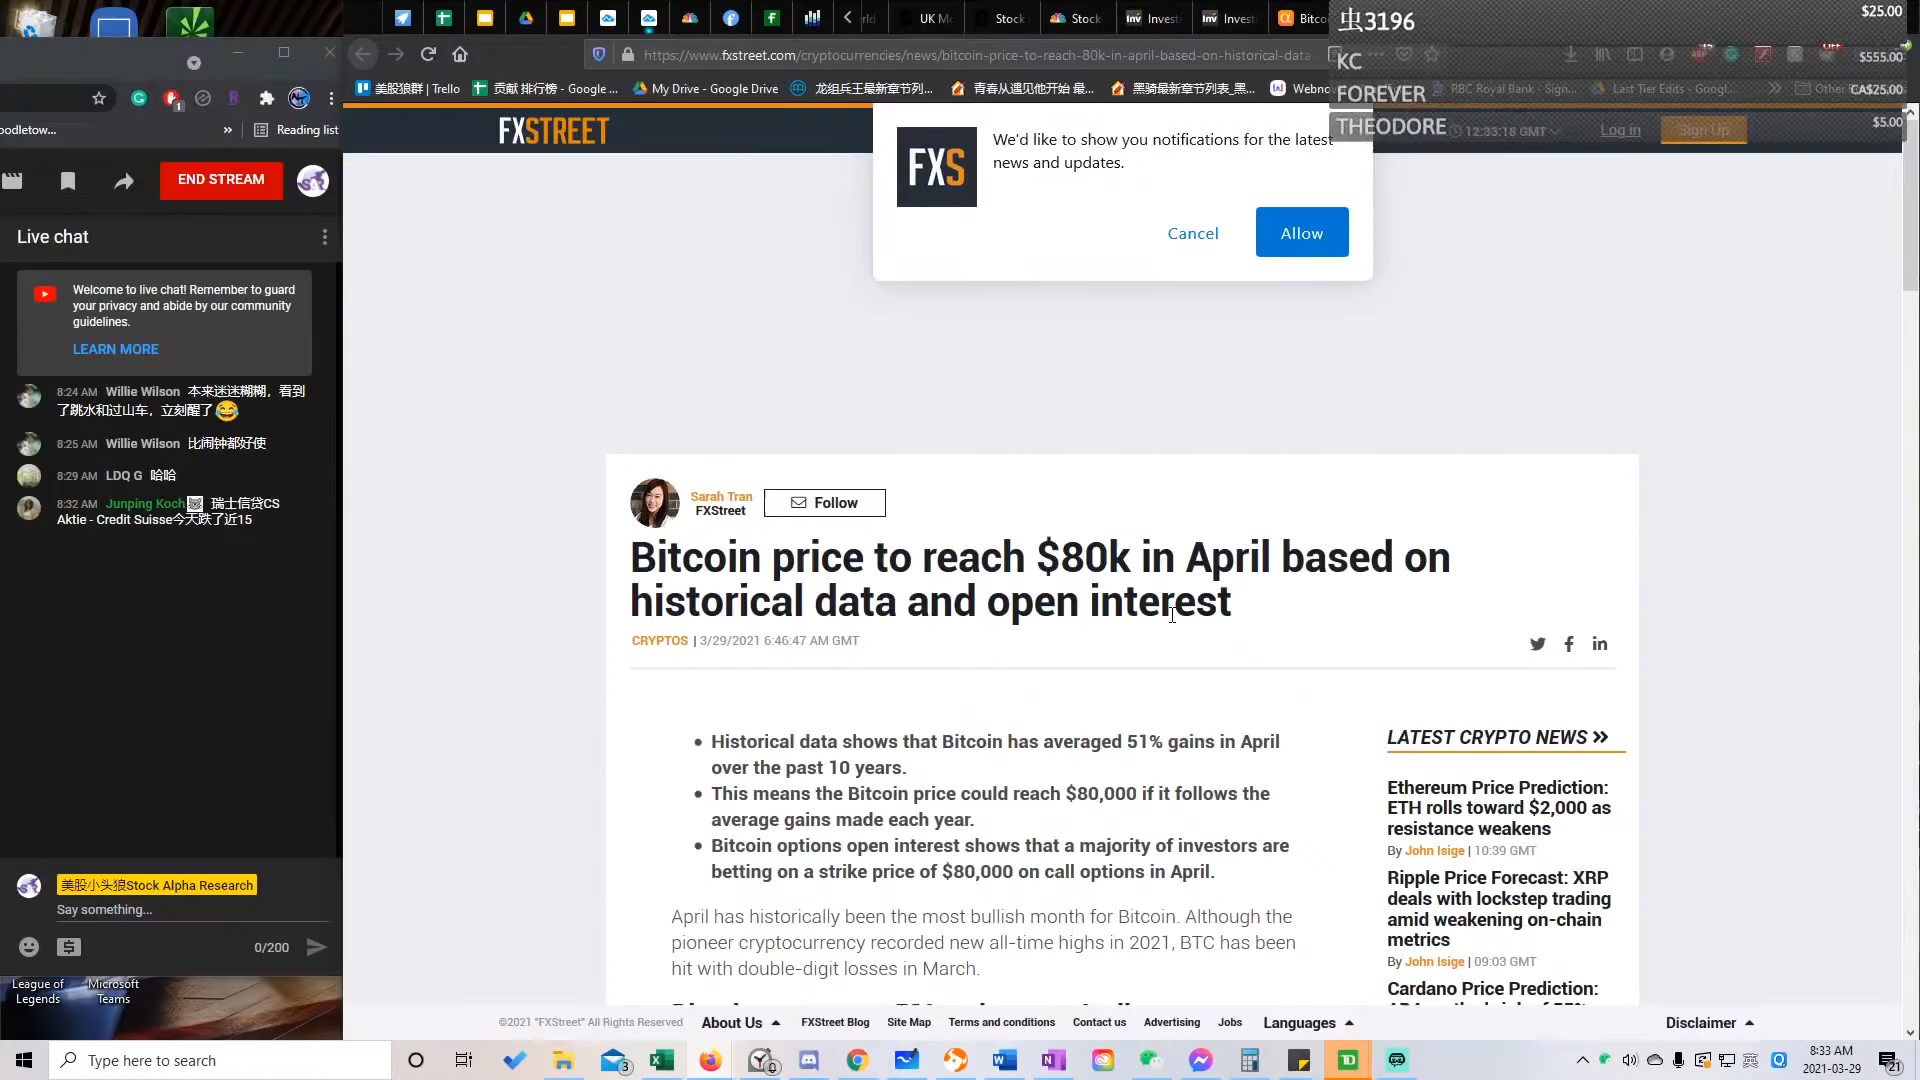 UK M
Stock
Stock
Inv Investi
Inv Investi
Bitco
虫3196
$25.00
https://www.fxstreet.com/cryptocurrencies/news/bitcoin-price-to-reach-80k-in-april-based-on-historical-data
KC
$555.00
美股狼群 | Trello
贡献 排行榜 - Google ...
My Drive - Google Drive
龙组兵王最新章节列...
青春从遇见他开始 最...
黑骑最新章节列表_黑...
FOREVER
RBC Royal Bank - Sign...
Last Tier Edits - Googl...
CA$25.00
oodletow...
»
Reading list
FXSTREET
THEODORE
12:33:18 GMT
Log in
Sign Up
$5.00
FXS
We'd like to show you notifications for the latest
news and updates.
Cancel
Allow
END STREAM
Live chat
Welcome to live chat! Remember to guard
your privacy and abide by our community
guidelines.
LEARN MORE
8:24 AM Willie Wilson 本来迷迷糊糊，看到
了跳水和过山车，立刻醒了😂
8:25 AM Willie Wilson 比闹钟都好使
8:29 AM LDQ G 哈哈
8:32 AM Junping Koch 瑞士信贷CS
Aktie - Credit Suisse今天跌了近15
美股小头狼Stock Alpha Research
Say something...
0/200
League of
Legends
Microsoft
Teams
Sarah Tran
FXStreet
Follow
Bitcoin price to reach $80k in April based on
historical data and open interest
CRYPTOS | 3/29/2021 6:46:47 AM GMT
• Historical data shows that Bitcoin has averaged 51% gains in April
over the past 10 years.
• This means the Bitcoin price could reach $80,000 if it follows the
average gains made each year.
• Bitcoin options open interest shows that a majority of investors are
betting on a strike price of $80,000 on call options in April.
April has historically been the most bullish month for Bitcoin. Although the
pioneer cryptocurrency recorded new all-time highs in 2021, BTC has been
hit with double-digit losses in March.
LATEST CRYPTO NEWS »
Ethereum Price Prediction:
ETH rolls toward $2,000 as
resistance weakens
By John Isige | 10:39 GMT
Ripple Price Forecast: XRP
deals with lockstep trading
amid weakening on-chain
metrics
By John Isige | 09:03 GMT
Cardano Price Prediction:
©2021 "FXStreet" All Rights Reserved
About Us
FXStreet Blog
Site Map
Terms and conditions
Contact us
Advertising
Jobs
Languages
Disclaimer
Type here to search
英
8:33 AM
2021-03-29
21